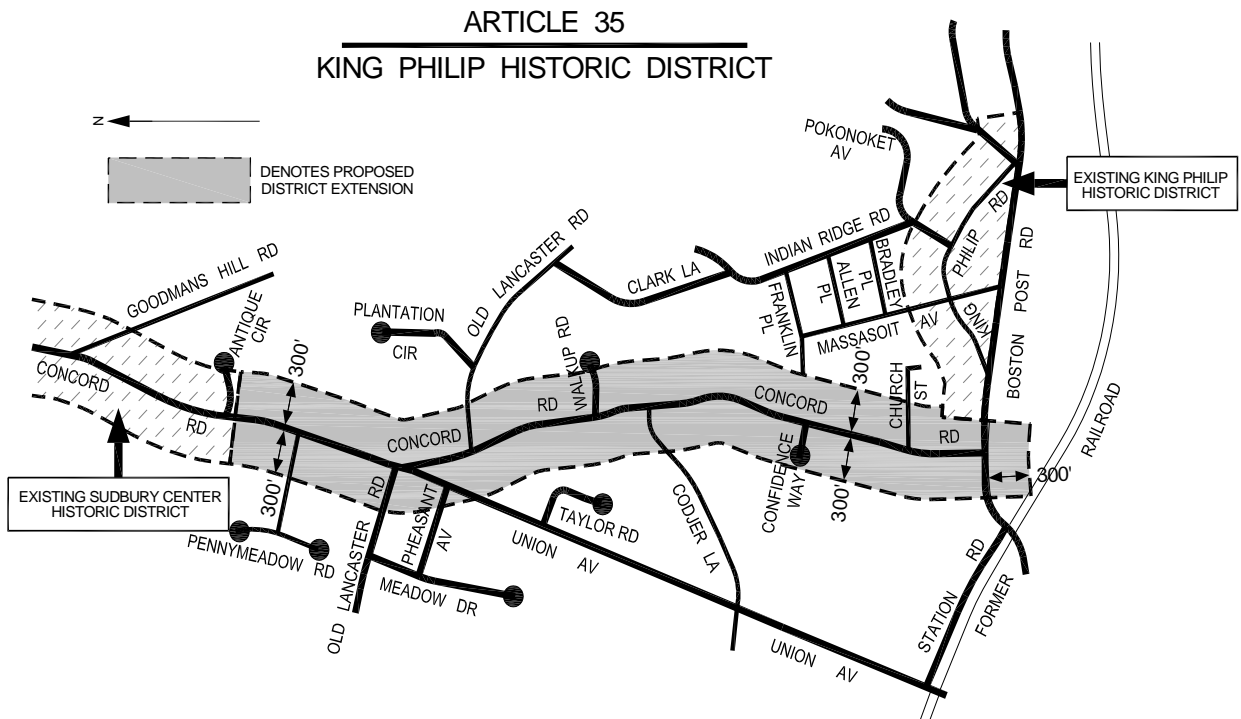 ARTICLE 35
KING PHILIP HISTORIC DISTRICT
N
DENOTES PROPOSED
DISTRICT EXTENSION
POKONOKET
AV
EXISTING KING PHILIP
HISTORIC DISTRICT
GOODMANS HILL RD
OLD LANCASTER RD
CLARK LA
INDIAN RIDGE RD
KING PHILIP RD
BOSTON POST RD
PLANTATION
CIR
ANTIQUE
CIR
FRANKLIN
PL
ALLEN
PL
BRADLEY
PL
MASSASOIT AV
WALKUP RD
CHURCH
ST
300'
300'
CONCORD RD
CONCORD RD
CONCORD RD
300'
300'
300'
EXISTING SUDBURY CENTER
HISTORIC DISTRICT
PENNYMEADOW RD
OLD LANCASTER RD
PHEASANT
AV
MEADOW DR
UNION AV
TAYLOR RD
CODJER LA
CONFIDENCE
WAY
UNION AV
STATION RD
FORMER RAILROAD